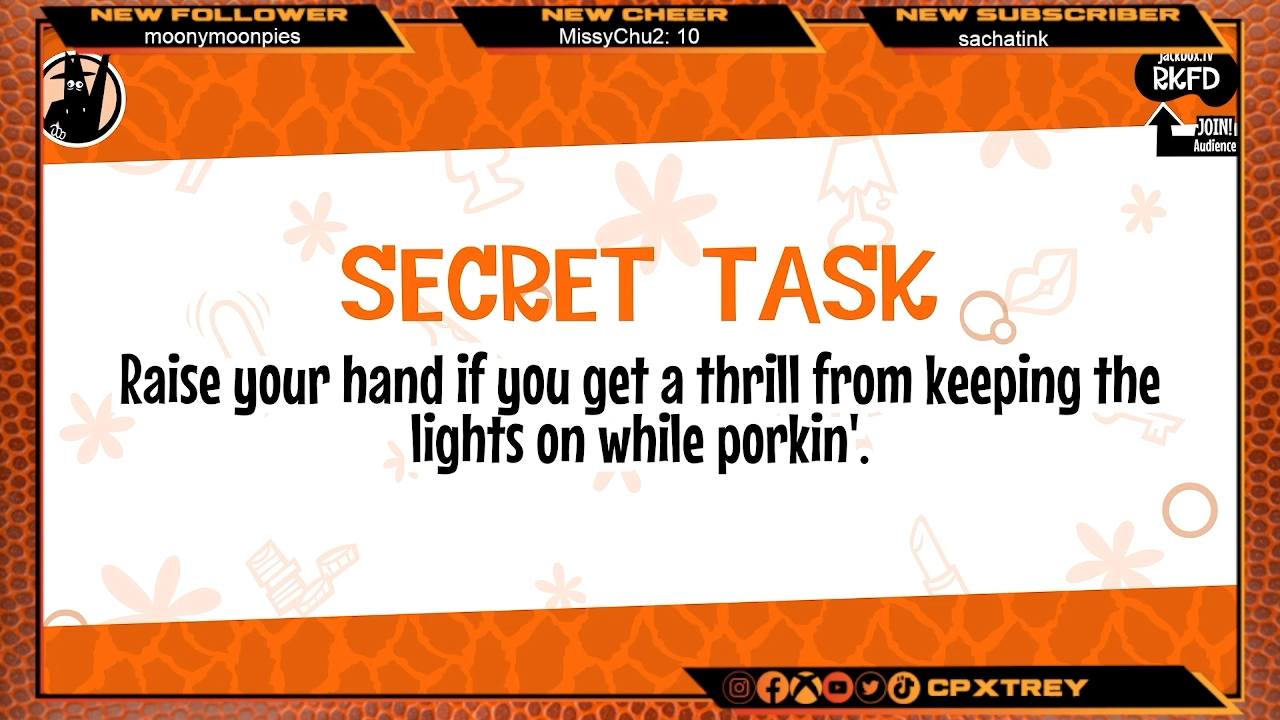 NEW FOLLOWER
moonymoonpies
NEW CHEER
MissyChu2: 10
NEW SUBSCRIBER
sachatink
jackbox.tv
RKFD
JOIN!
Audience
SECRET TASK
Raise your hand if you get a thrill from keeping the
lights on while porkin'.
CPXTREY